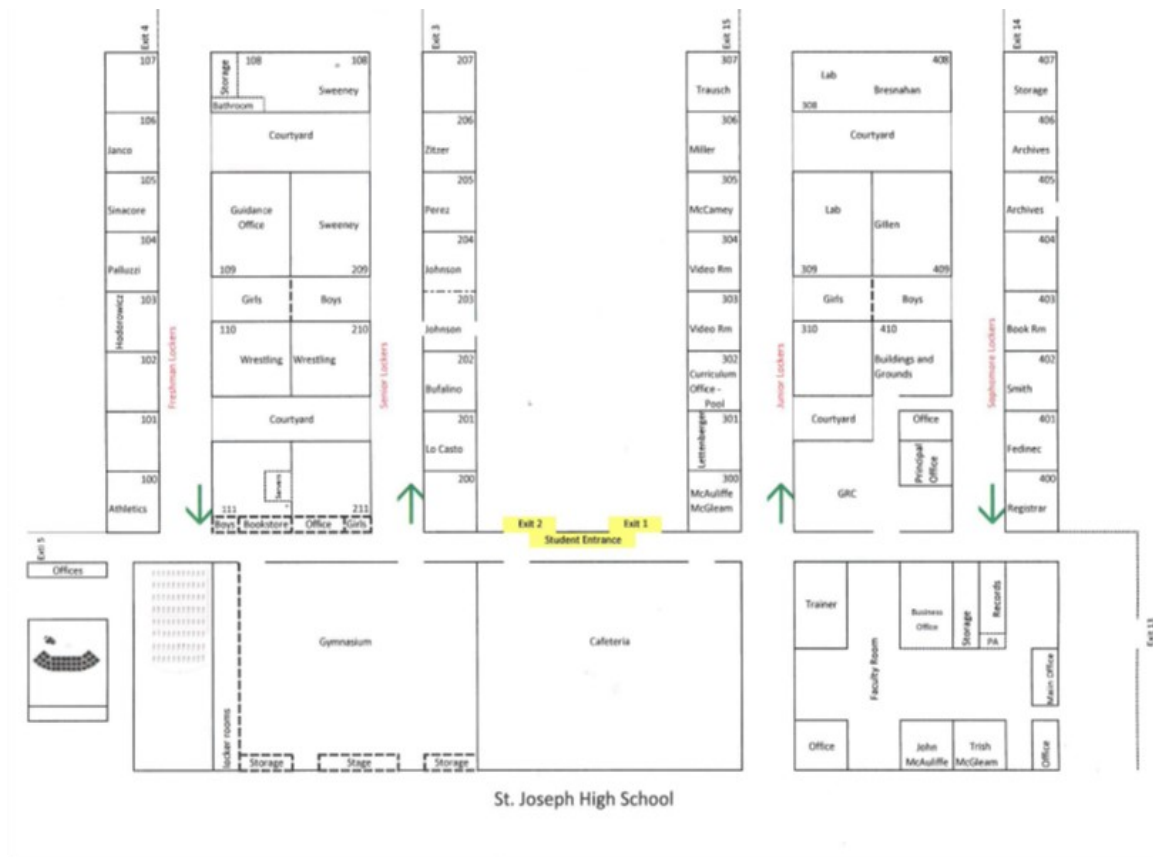 Exit 4
Exit 3
Exit 15
Exit 14
107
106
Janco
105
Sinacore
104
Palluzzi
103
Hodorowicz
102
101
100
Athletics
Freshman Lockers
Storage
108
108
Sweeney
Bathroom
Courtyard
Guidance
Office
109
Sweeney
209
Girls
Boys
110
210
Wrestling
Wrestling
Courtyard
Servers
111
211
Boys
Bookstore
Office
Girls
Senior Lockers
207
206
Zitzer
205
Perez
204
Johnson
203
Johnson
202
Bufalino
201
Lo Casto
200
Exit 2
Exit 1
Student Entrance
307
Trausch
306
Miller
305
McCamey
304
Video Rm
303
Video Rm
302
Curriculum
Office -
Pool
301
Lettenberger
300
McAuliffe
McGleam
Junior Lockers
Lab
308
408
Bresnahan
Courtyard
Lab
309
Gillen
409
Girls
Boys
310
410
Buildings and
Grounds
Courtyard
Office
Principal
Office
GRC
Sophomore Lockers
407
Storage
406
Archives
405
Archives
404
403
Book Rm
402
Smith
401
Fedinec
400
Registrar
Exit 5
Offices
locker rooms
Gymnasium
Storage
Stage
Storage
Cafeteria
Trainer
Faculty Room
Business
Office
Storage
Records
PA
Main Office
Office
John
McAuliffe
Trish
McGleam
Office
Exit 13
St. Joseph High School